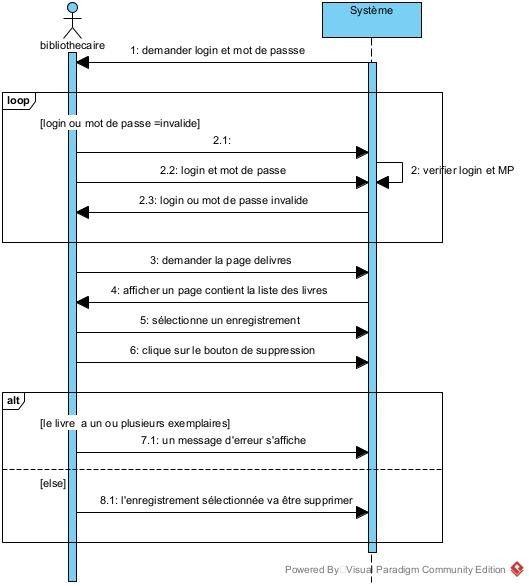 Système
bibliothecaire
1: demander login et mot de passse
loop
[login ou mot de passe =invalide]
2.1:
2.2: login et mot de passe
2: verifier login et MP
2.3: login ou mot de passe invalide
3: demander la page delivres
4: afficher un page contient la liste des livres
5: sélectionne un enregistrement
6: clique sur le bouton de suppression
alt
[le livre a un ou plusieurs exemplaires]
7.1: un message d'erreur s'affiche
[else]
8.1: l'enregistrement sélectionnée va être supprimer
Powered By Visual Paradigm Community Edition